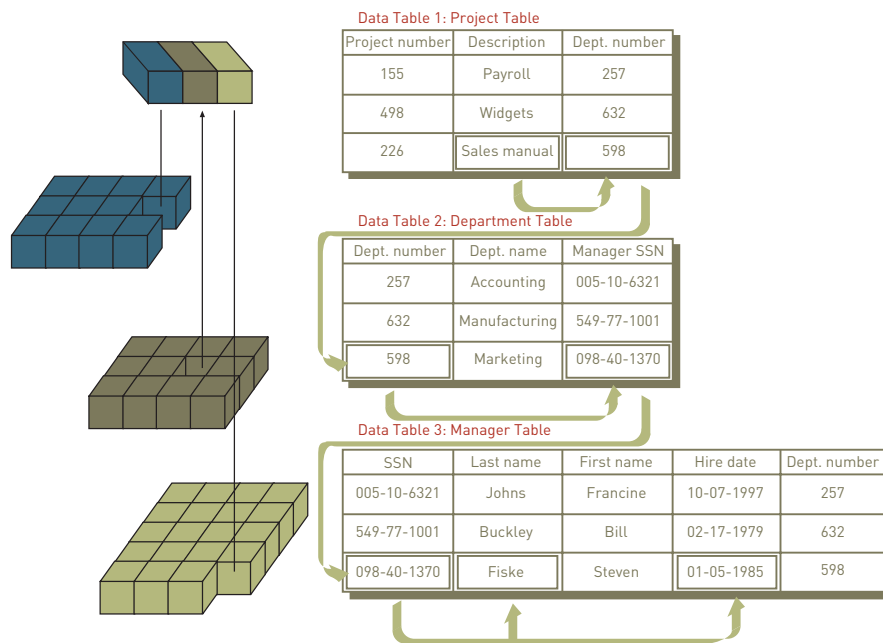 Data Table 1: Project Table
Project number Description Dept. number
155 Payroll 257
498 Widgets 632
226 Sales manual 598
Data Table 2: Department Table
Dept. number Dept. name Manager SSN
257 Accounting 005-10-6321
632 Manufacturing 549-77-1001
598 Marketing 098-40-1370
Data Table 3: Manager Table
SSN Last name First name Hire date Dept. number
005-10-6321 Johns Francine 10-07-1997 257
549-77-1001 Buckley Bill 02-17-1979 632
098-40-1370 Fiske Steven 01-05-1985 598